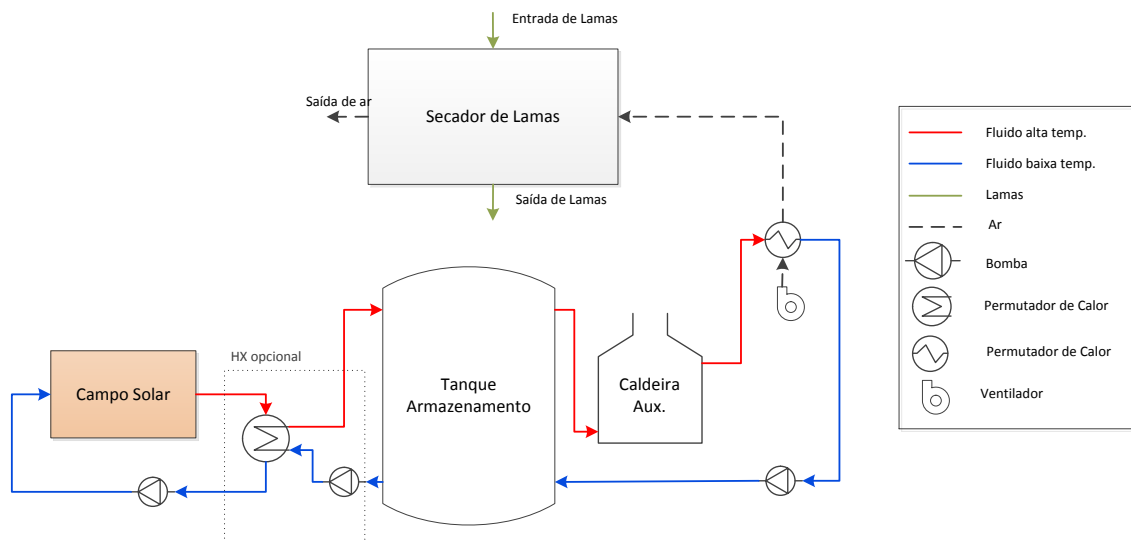 Entrada de Lamas
Saída de ar
Secador de Lamas
Saída de Lamas
HX opcional
Campo Solar
Tanque
Armazenamento
Caldeira
Aux.
Fluido alta temp.
Fluido baixa temp.
Lamas
Ar
Bomba
Permutador de Calor
Permutador de Calor
Ventilador